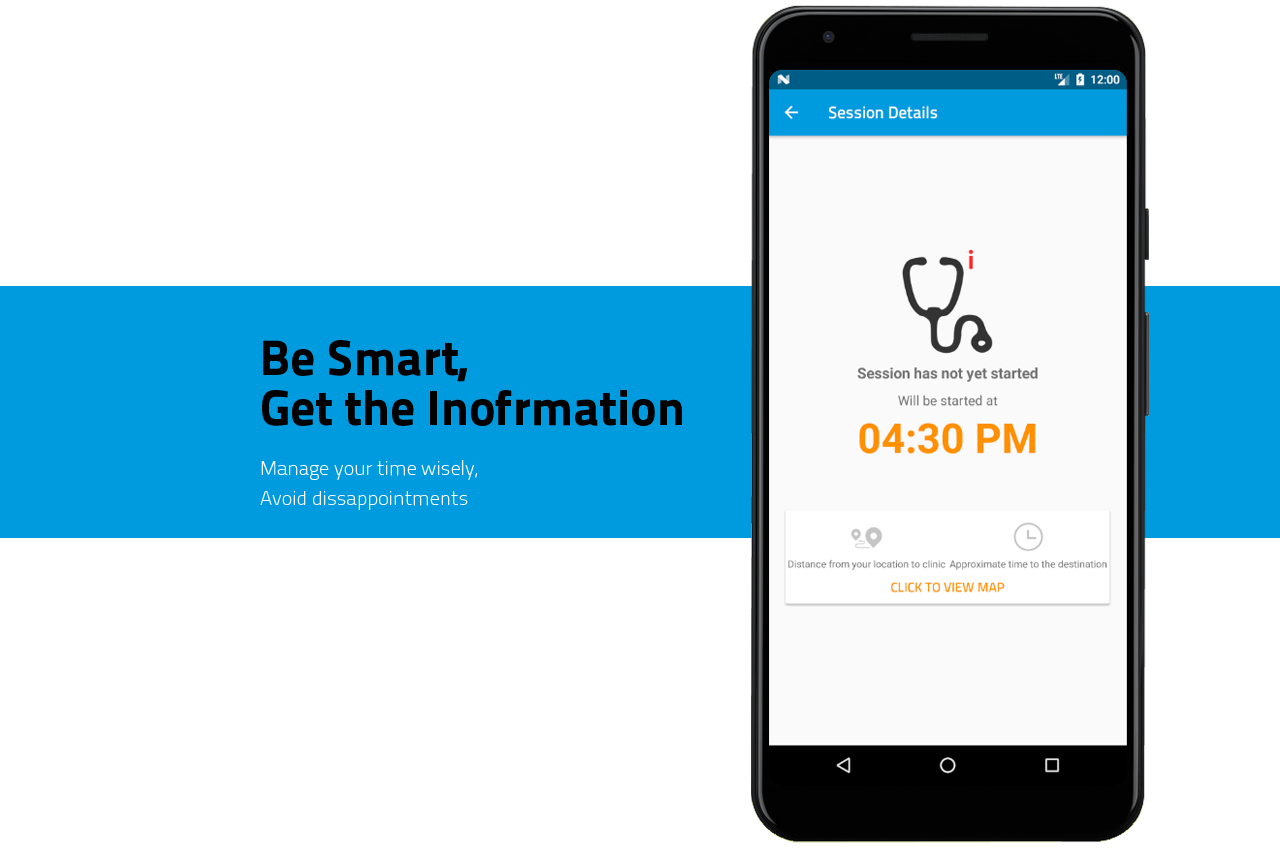 Be Smart,
Get the Inofrmation
Manage your time wisely,
Avoid dissappointments
LTE 12:00
Session Details
i
Session has not yet started
Will be started at
04:30 PM
Distance from your location to clinic Approximate time to the destination
CLICK TO VIEW MAP